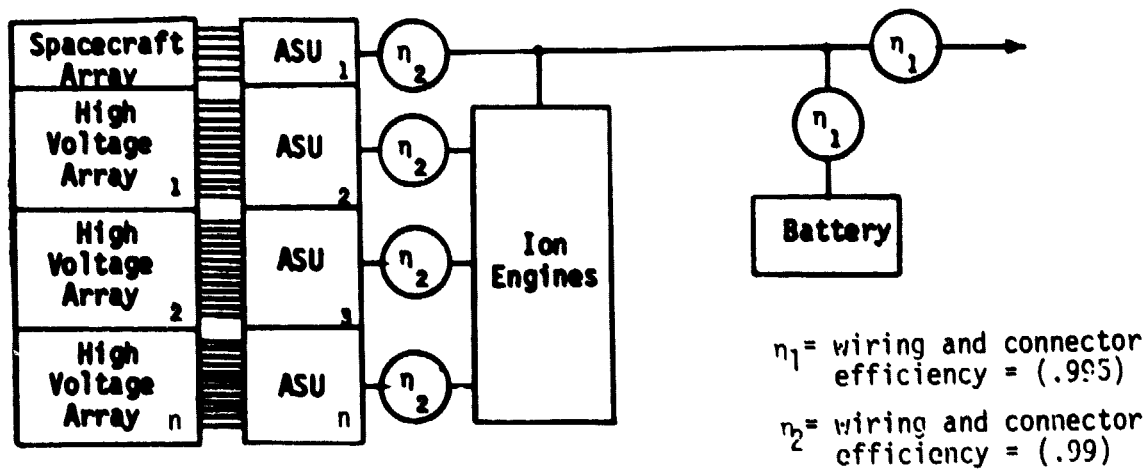 Spacecraft
Array
ASU 1
η2
η1
High
Voltage
Array 1
ASU 2
η2
η1
High
Voltage
Array 2
ASU 3
η2
Ion
Engines
Battery
High
Voltage
Array n
ASU n
η2
η1= wiring and connector
efficiency = (.995)
η2= wiring and connector
efficiency = (.99)